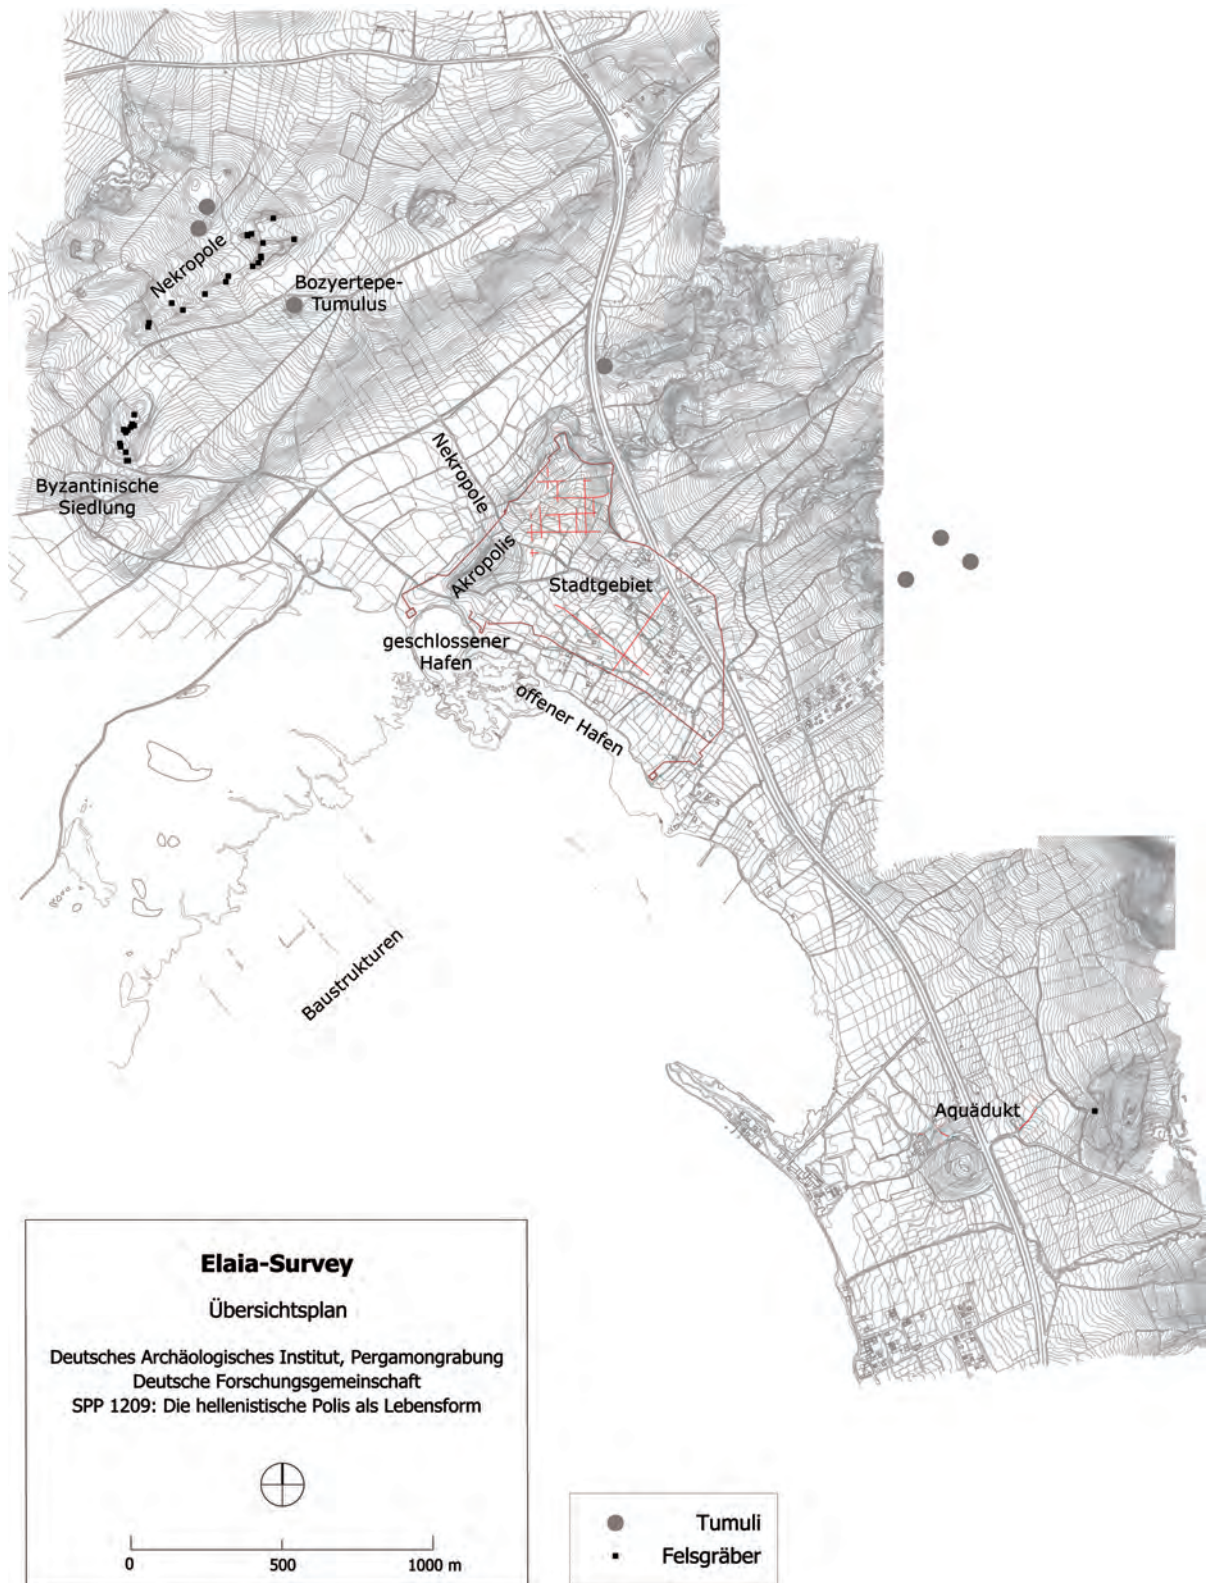 Nekropole
Bozyertepe-
Tumulus
Nekropole
Byzantinische
Siedlung
Akropolis
Stadtgebiet
geschlossener
Hafen
offener Hafen
Baustrukturen
Aquädukt
Elaia-Survey
Übersichtsplan
Deutsches Archäologisches Institut, Pergamongrabung
Deutsche Forschungsgemeinschaft
SPP 1209: Die hellenistische Polis als Lebensform
0 500 1000 m
Tumuli
Felsgräber